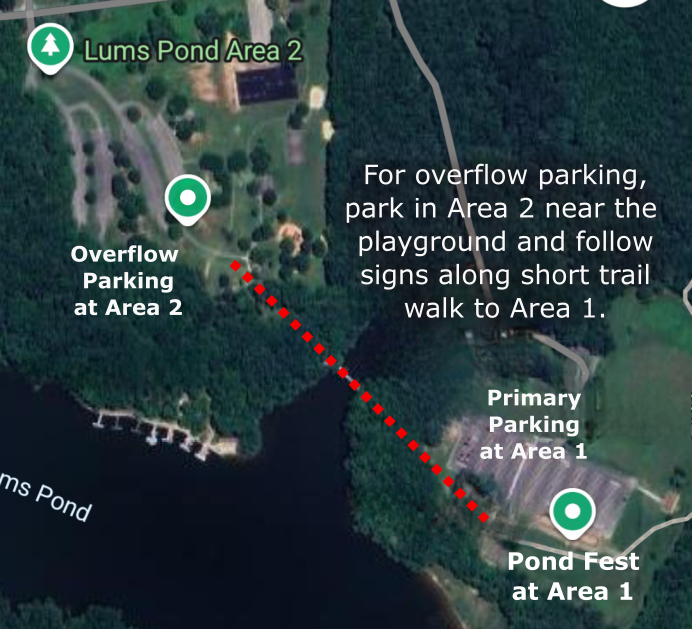 Lums Pond Area 2
For overflow parking,
park in Area 2 near the
playground and follow
signs along short trail
walk to Area 1.
Overflow
Parking
at Area 2
Primary
Parking
at Area 1
ms Pond
Pond Fest
at Area 1